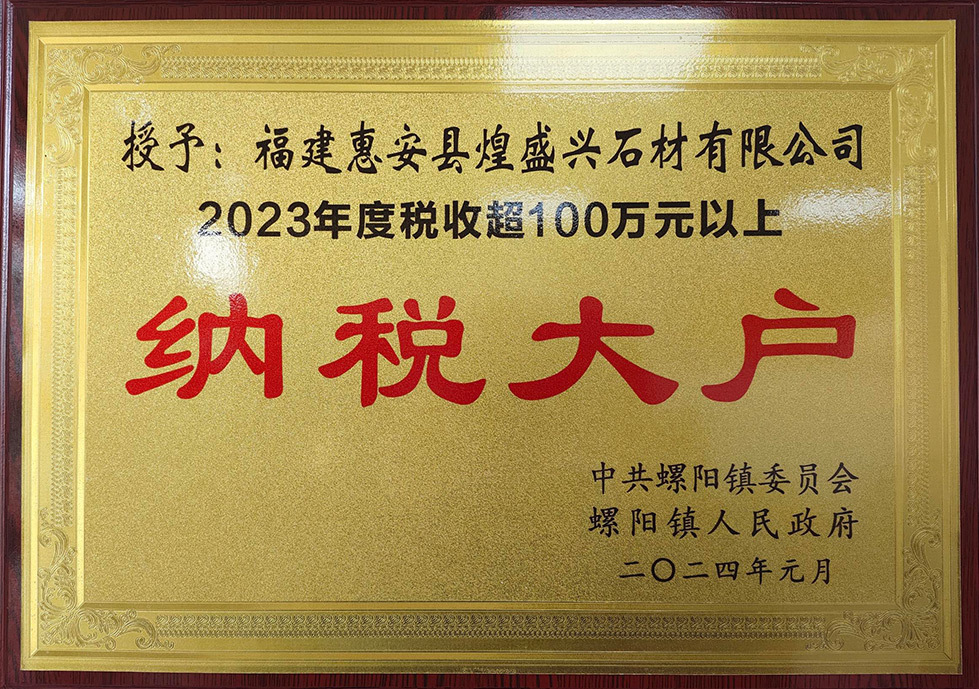 授予：福建惠安县煌盛兴石材有限公司
2023年度税收超100万元以上
纳税大户
中共螺阳镇委员会
螺阳镇人民政府
二〇二四年元月